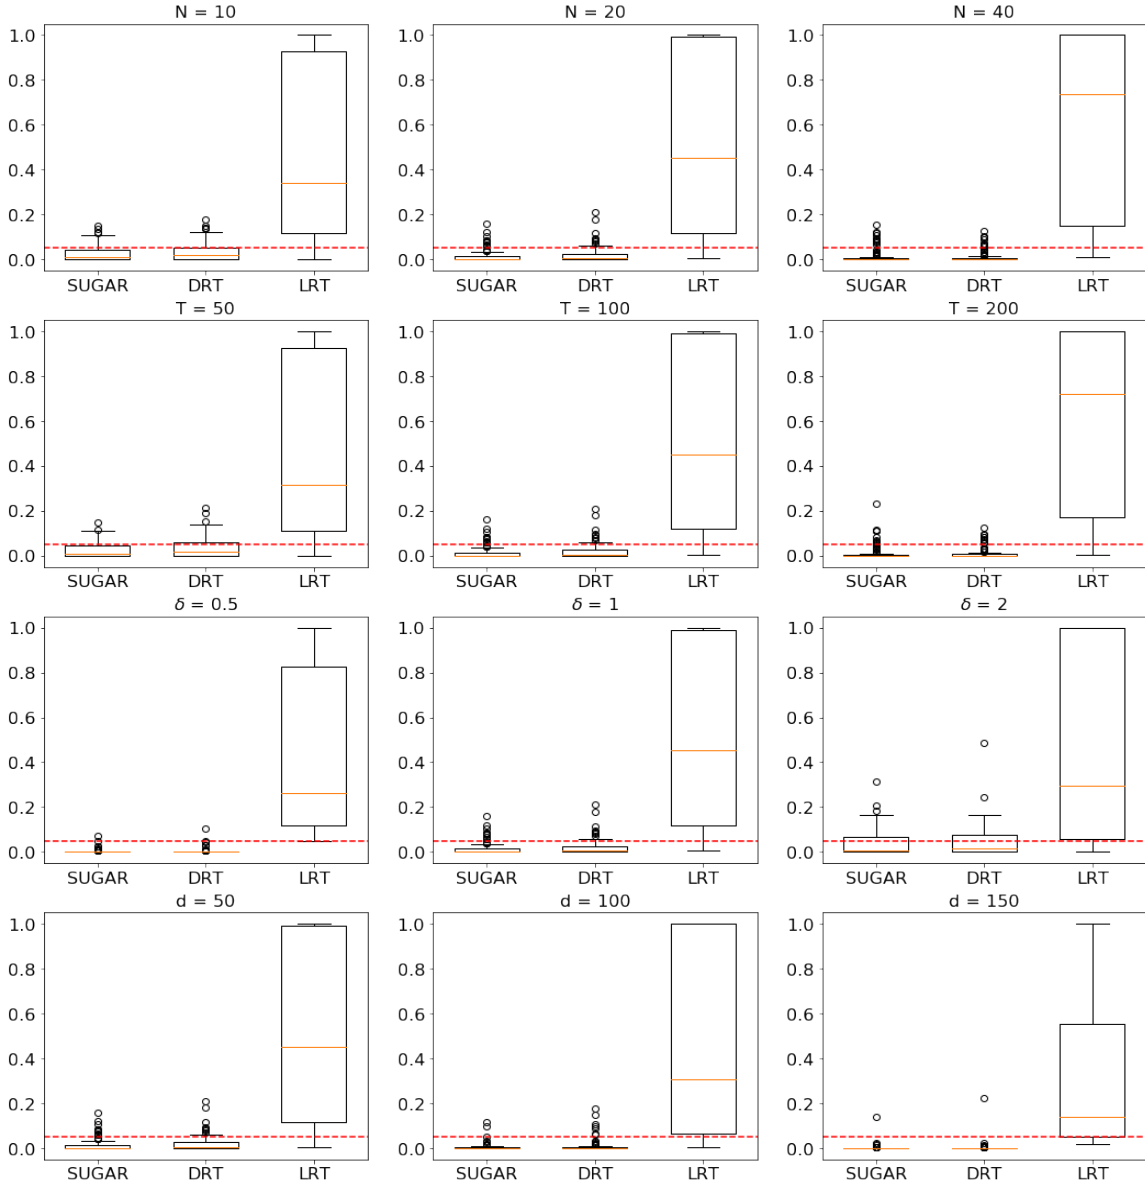 N = 10 N = 20 N = 40
1.0 1.0 1.0
0.8 0.8 0.8
0.6 0.6 0.6
0.4 0.4 0.4
0.2 0.2 0.2
0.0 0.0 0.0
SUGAR DRT LRT SUGAR DRT LRT SUGAR DRT LRT
T = 50 T = 100 T = 200
1.0 1.0 1.0
0.8 0.8 0.8
0.6 0.6 0.6
0.4 0.4 0.4
0.2 0.2 0.2
0.0 0.0 0.0
SUGAR DRT LRT SUGAR DRT LRT SUGAR DRT LRT
δ = 0.5 δ = 1 δ = 2
1.0 1.0 1.0
0.8 0.8 0.8
0.6 0.6 0.6
0.4 0.4 0.4
0.2 0.2 0.2
0.0 0.0 0.0
SUGAR DRT LRT SUGAR DRT LRT SUGAR DRT LRT
d = 50 d = 100 d = 150
1.0 1.0 1.0
0.8 0.8 0.8
0.6 0.6 0.6
0.4 0.4 0.4
0.2 0.2 0.2
0.0 0.0 0.0
SUGAR DRT LRT SUGAR DRT LRT SUGAR DRT LRT